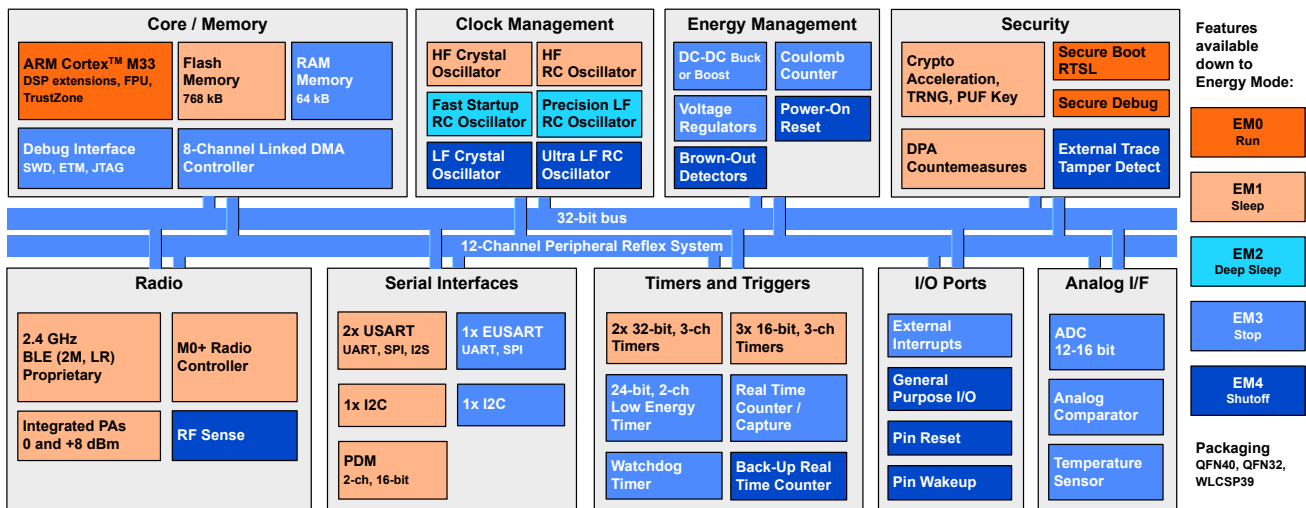 Core / Memory
ARM Cortex™ M33
DSP extensions, FPU,
TrustZone
Flash
Memory
768 kB
RAM
Memory
64 kB
Debug Interface
SWD, ETM, JTAG
8-Channel Linked DMA
Controller
Clock Management
HF Crystal
Oscillator
HF
RC Oscillator
Fast Startup
RC Oscillator
Precision LF
RC Oscillator
LF Crystal
Oscillator
Ultra LF RC
Oscillator
Energy Management
DC-DC Buck
or Boost
Coulomb
Counter
Voltage
Regulators
Power-On
Reset
Brown-Out
Detectors
Security
Crypto
Acceleration,
TRNG, PUF Key
Secure Boot
RTSL
Secure Debug
DPA
Countemeasures
External Trace
Tamper Detect
32-bit bus
12-Channel Peripheral Reflex System
Radio
2.4 GHz
BLE (2M, LR)
Proprietary
M0+ Radio
Controller
Integrated PAs
0 and +8 dBm
RF Sense
Serial Interfaces
2x USART
UART, SPI, I2S
1x EUSART
UART, SPI
1x I2C
1x I2C
PDM
2-ch, 16-bit
Timers and Triggers
2x 32-bit, 3-ch
Timers
3x 16-bit, 3-ch
Timers
24-bit, 2-ch
Low Energy
Timer
Real Time
Counter /
Capture
Watchdog
Timer
Back-Up Real
Time Counter
I/O Ports
External
Interrupts
General
Purpose I/O
Pin Reset
Pin Wakeup
Analog I/F
ADC
12-16 bit
Analog
Comparator
Temperature
Sensor
Features
available
down to
Energy Mode:
EM0
Run
EM1
Sleep
EM2
Deep Sleep
EM3
Stop
EM4
Shutoff
Packaging
QFN40, QFN32,
WLCSP39